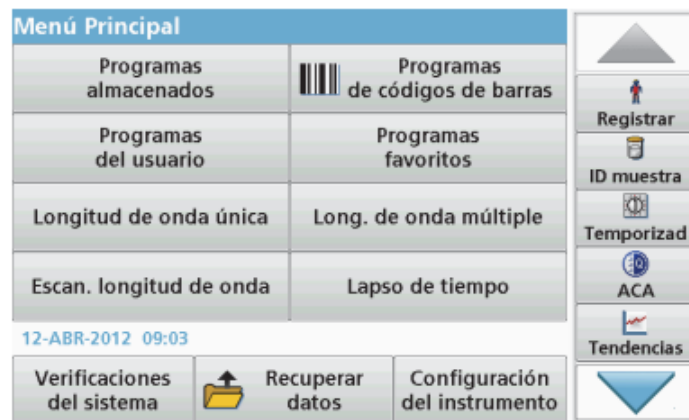 Menú Principal
Programas
almacenados
Programas
de códigos de barras
Programas
del usuario
Programas
favoritos
Longitud de onda única
Long. de onda múltiple
Escan. longitud de onda
Lapso de tiempo
12-ABR-2012 09:03
Verificaciones
del sistema
Recuperar
datos
Configuración
del instrumento
Registrar
ID muestra
Temporizad
ACA
Tendencias